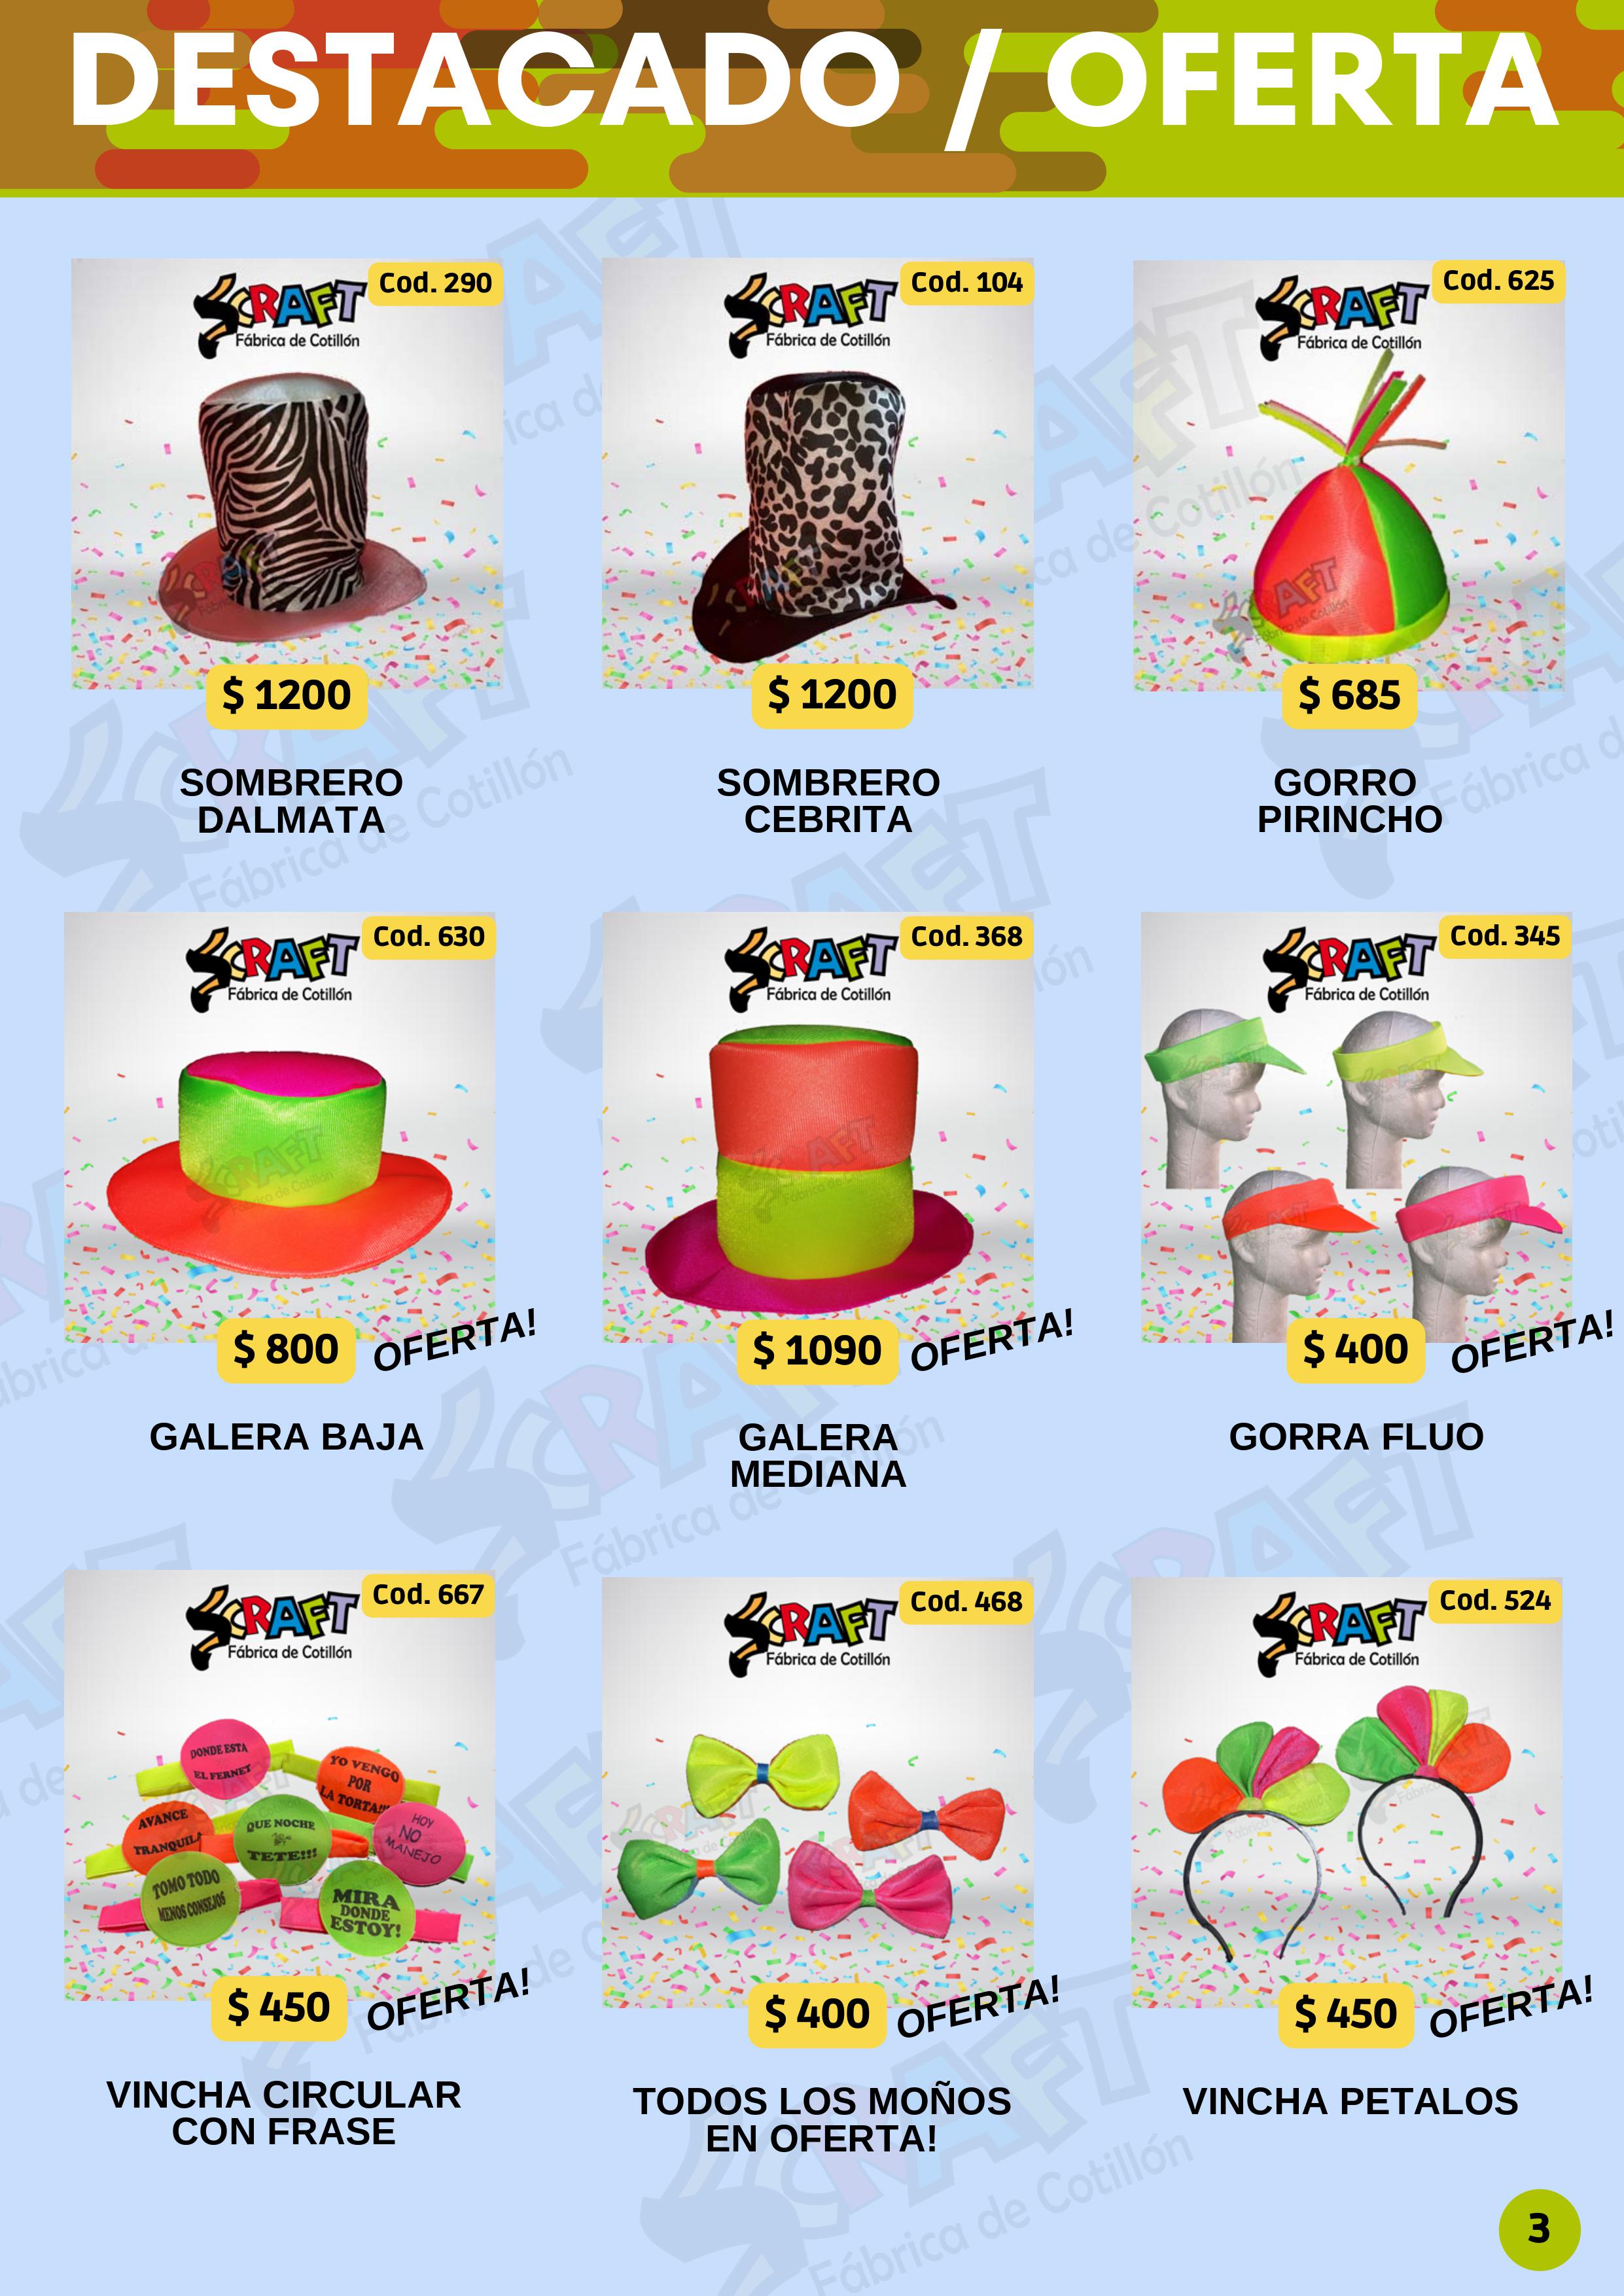 DESTACADO / OFERTA
CRAFT
Fábrica de Cotillón
Cod. 290
$ 1200
SOMBRERO
DALMATA
CRAFT
Fábrica de Cotillón
Cod. 104
$ 1200
SOMBRERO
CEBRITA
CRAFT
Fábrica de Cotillón
Cod. 625
$ 685
GORRO
PIRINCHO
CRAFT
Fábrica de Cotillón
Cod. 630
$ 800
OFERTA!
GALERA BAJA
CRAFT
Fábrica de Cotillón
Cod. 368
$ 1090
OFERTA!
GALERA
MEDIANA
CRAFT
Fábrica de Cotillón
Cod. 345
$ 400
OFERTA!
GORRA FLUO
CRAFT
Fábrica de Cotillón
Cod. 667
DONDE ESTA
EL FERNET
YO VENGO
POR
LA TORTA!!!
AVANCE
TRANQUILA
QUE NOCHE
TETE!!!
HOY
NO
MANEJO
TOMO TODO
MENOS CONSEJOS
MIRA
DONDE
ESTOY!
$ 450
OFERTA!
VINCHA CIRCULAR
CON FRASE
CRAFT
Fábrica de Cotillón
Cod. 468
$ 400
OFERTA!
TODOS LOS MOÑOS
EN OFERTA!
CRAFT
Fábrica de Cotillón
Cod. 524
$ 450
OFERTA!
VINCHA PETALOS
3